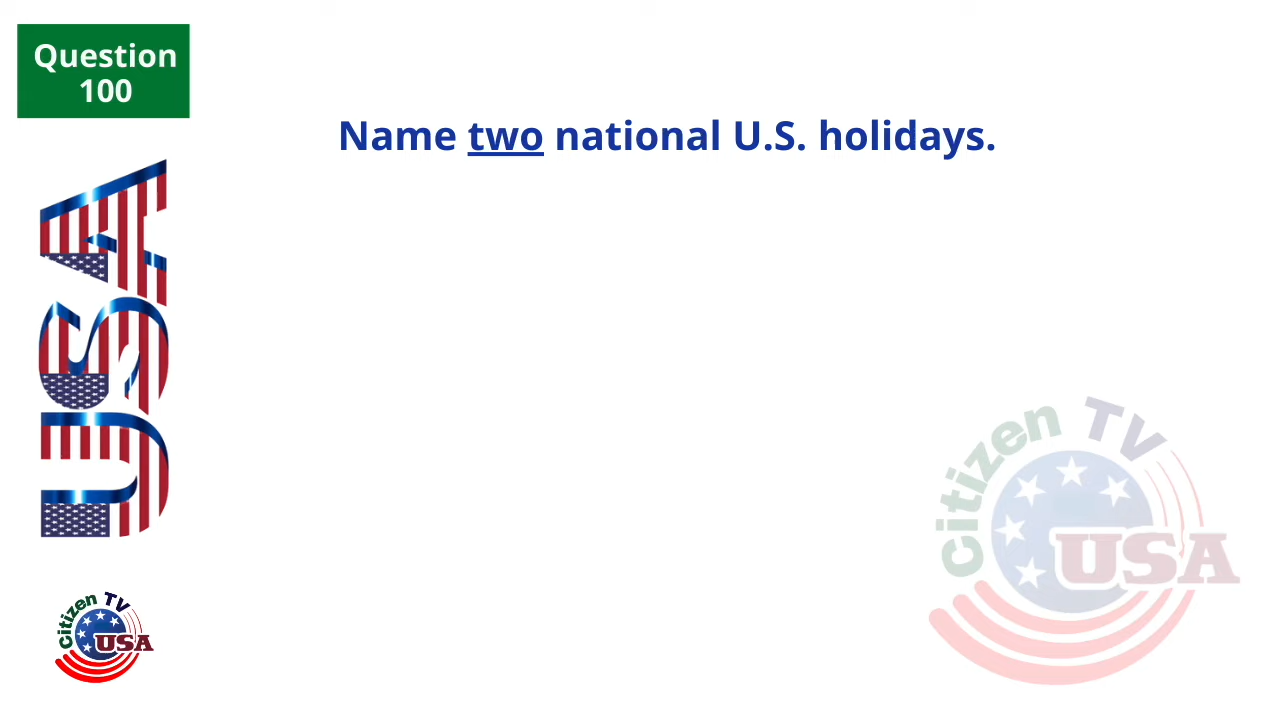 Question
100
Name two national U.S. holidays.
USA
Citizen TV
USA
Citizen TV
USA